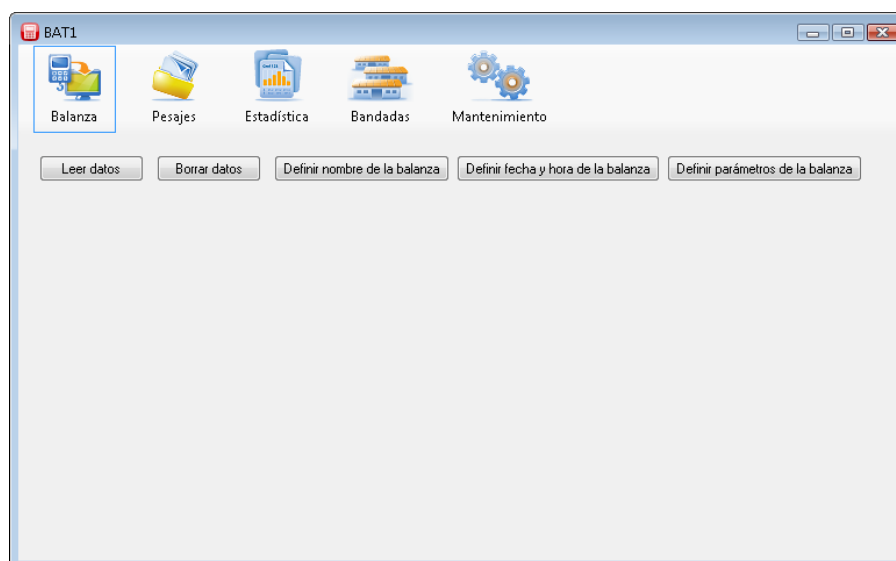 BAT1
Balanza Pesajes Estadística Bandadas Mantenimiento
Leer datos Borrar datos Definir nombre de la balanza Definir fecha y hora de la balanza Definir parámetros de la balanza